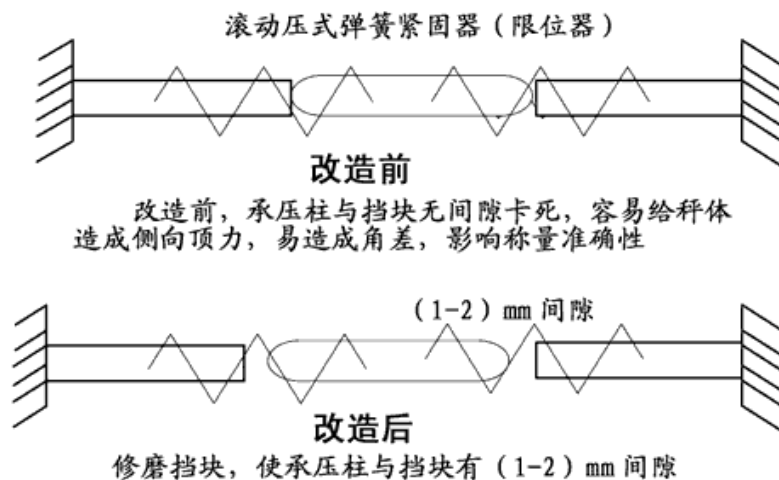 滚动压式弹簧紧固器（限位器）
改造前
改造前，承压柱与挡块无间隙卡死，容易给秤体
造成侧向顶力，易造成角差，影响称量准确性
（1-2）mm 间隙
改造后
修磨挡块，使承压柱与挡块有（1-2）mm 间隙